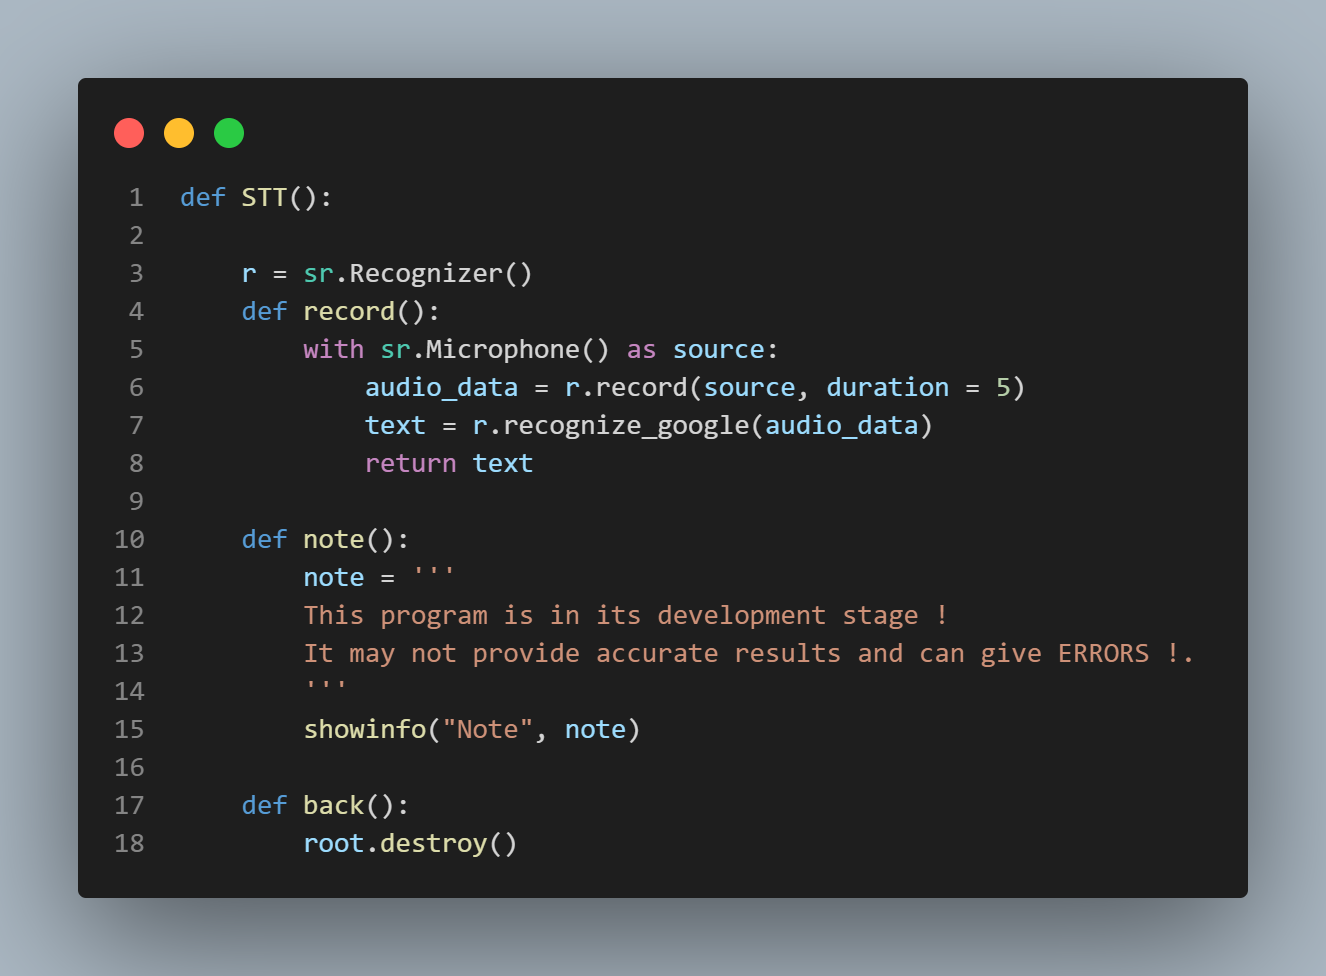 1 def STT():
2
3     r = sr.Recognizer()
4     def record():
5         with sr.Microphone() as source:
6             audio_data = r.record(source, duration = 5)
7             text = r.recognize_google(audio_data)
8             return text
9
10     def note():
11         note = '''
12         This program is in its development stage !
13         It may not provide accurate results and can give ERRORS !.
14         '''
15         showinfo("Note", note)
16
17     def back():
18         root.destroy()